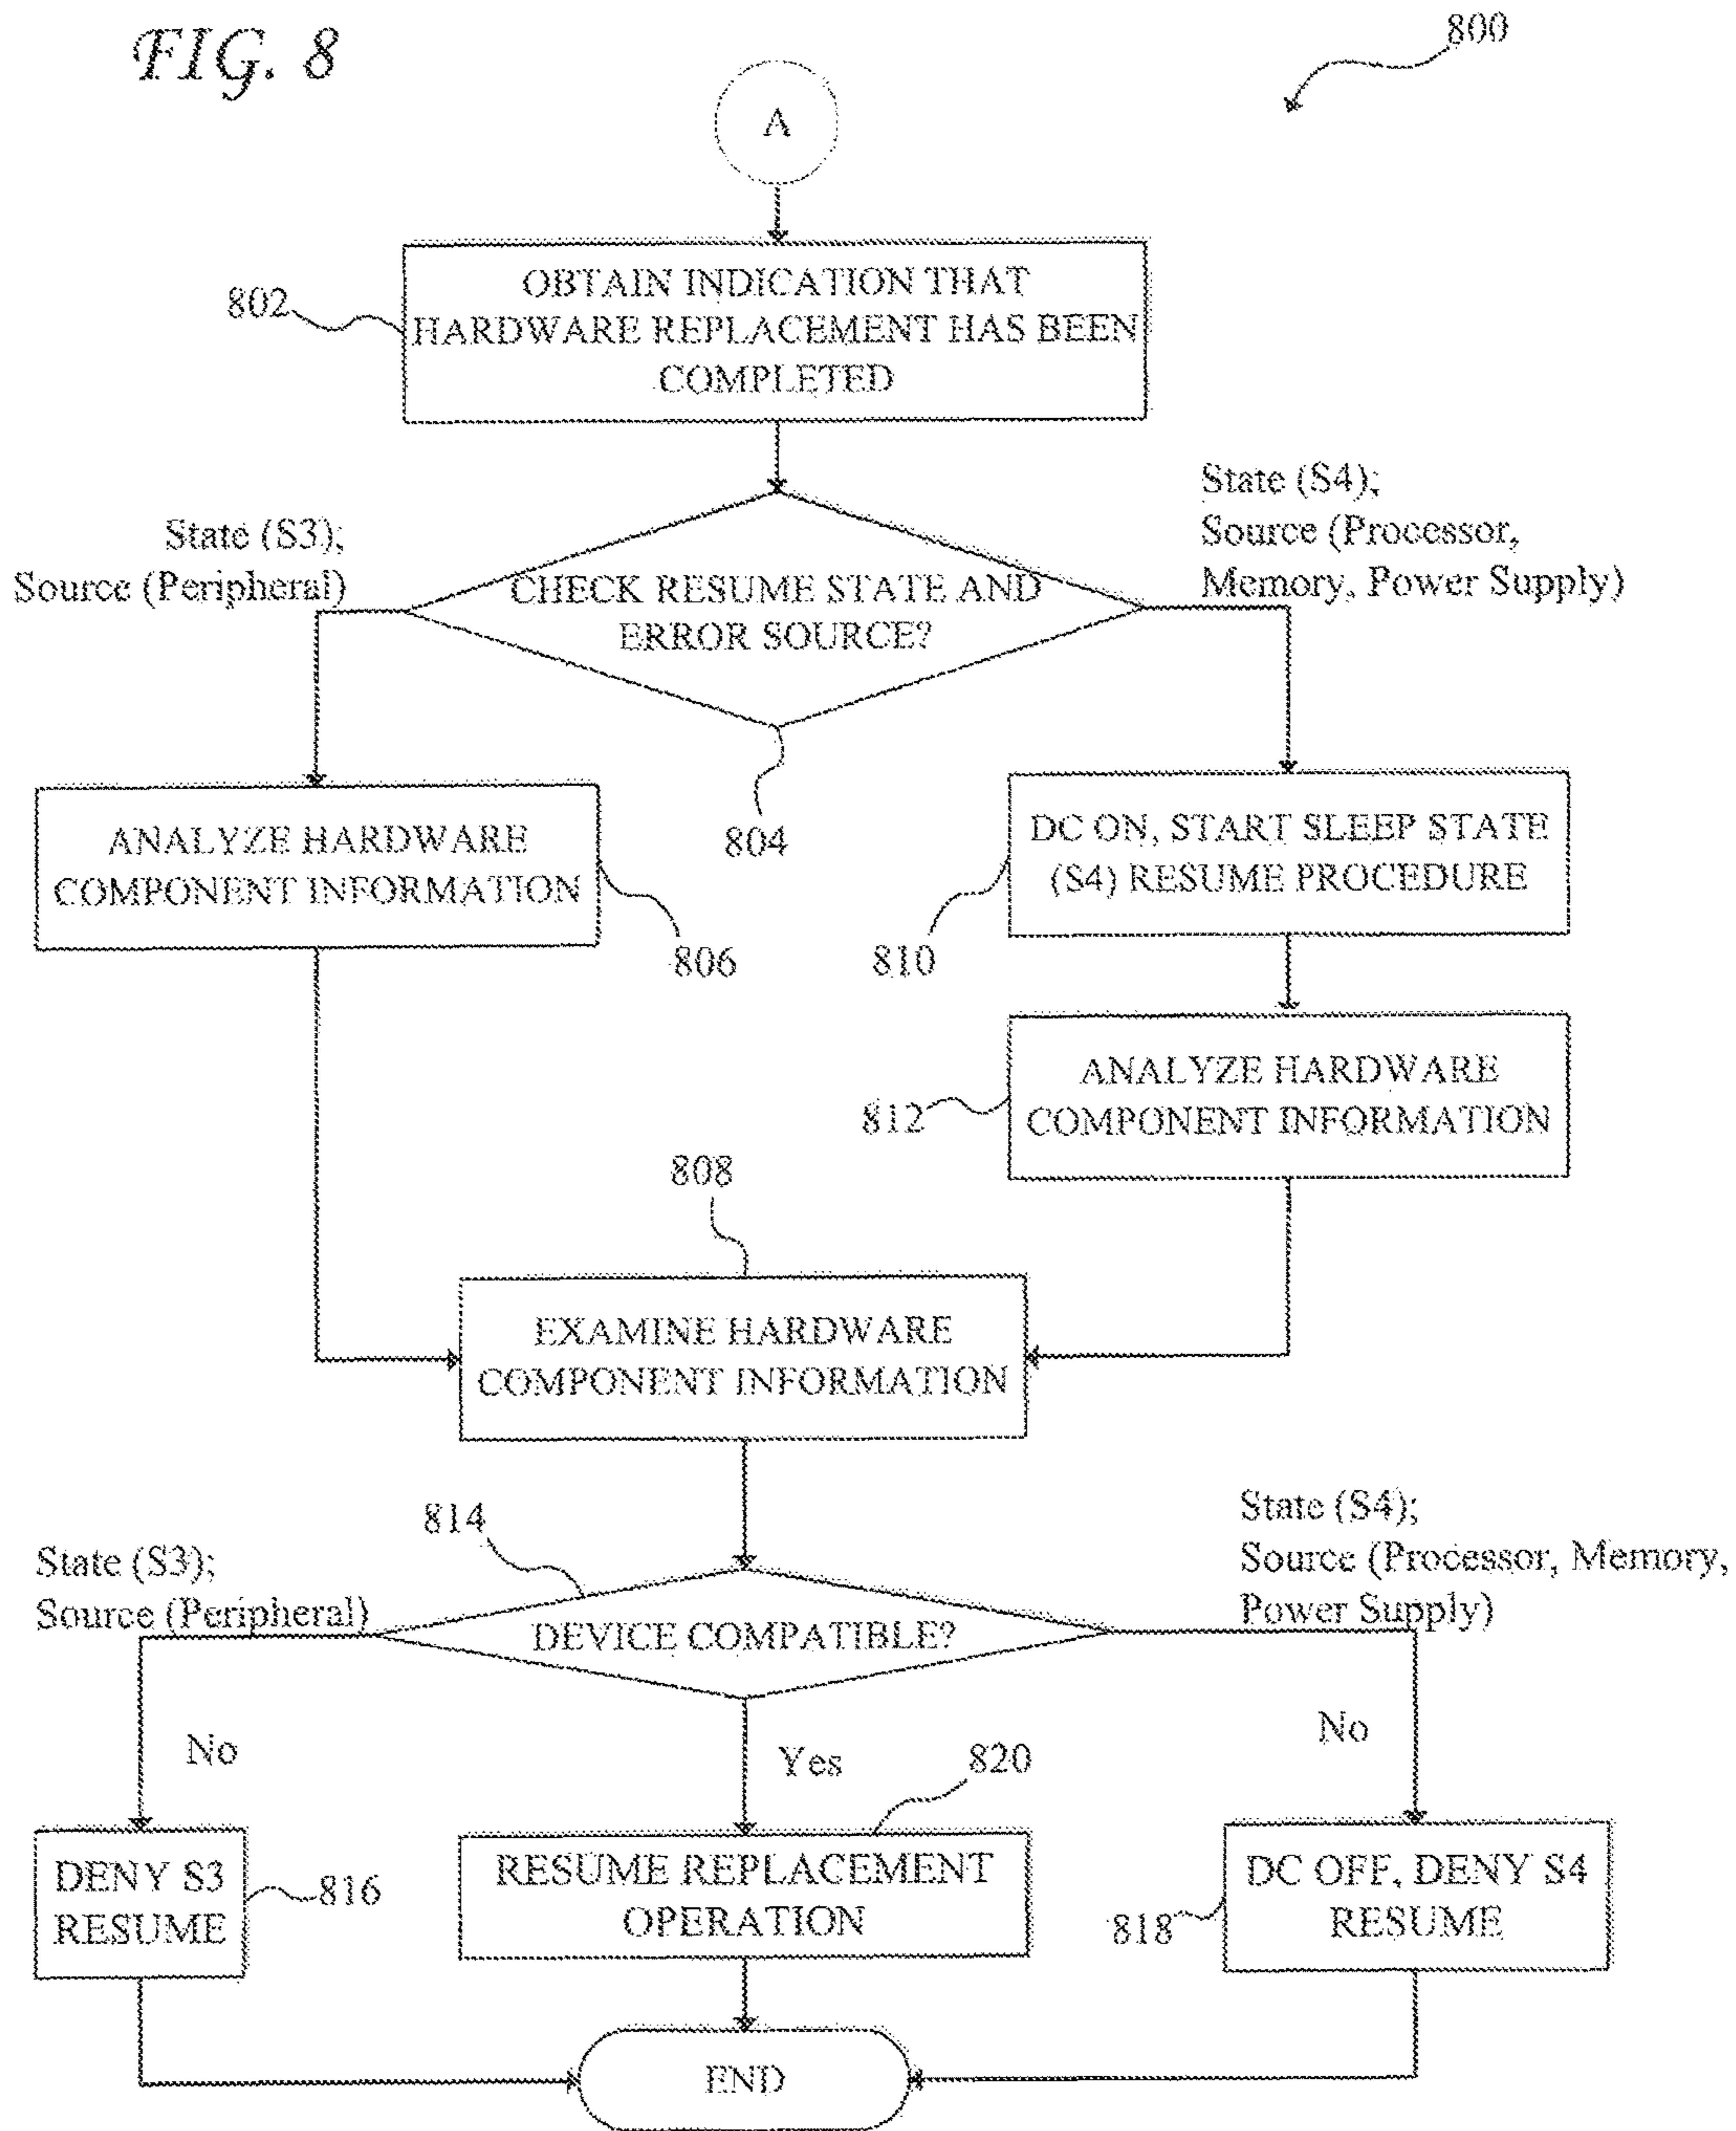 FIG. 8
800
A
OBTAIN INDICATION THAT
HARDWARE REPLACEMENT HAS BEEN
COMPLETED
802
State (S3);
Source (Peripheral)
State (S4);
Source (Processor,
Memory, Power Supply)
CHECK RESUME STATE AND
ERROR SOURCE?
804
ANALYZE HARDWARE
COMPONENT INFORMATION
806
DC ON, START SLEEP STATE
(S4) RESUME PROCEDURE
810
ANALYZE HARDWARE
COMPONENT INFORMATION
812
808
EXAMINE HARDWARE
COMPONENT INFORMATION
814
State (S3);
Source (Peripheral)
State (S4);
Source (Processor, Memory,
Power Supply)
DEVICE COMPATIBLE?
No
Yes
No
820
DENY S3
RESUME
816
RESUME REPLACEMENT
OPERATION
DC OFF, DENY S4
RESUME
818
END